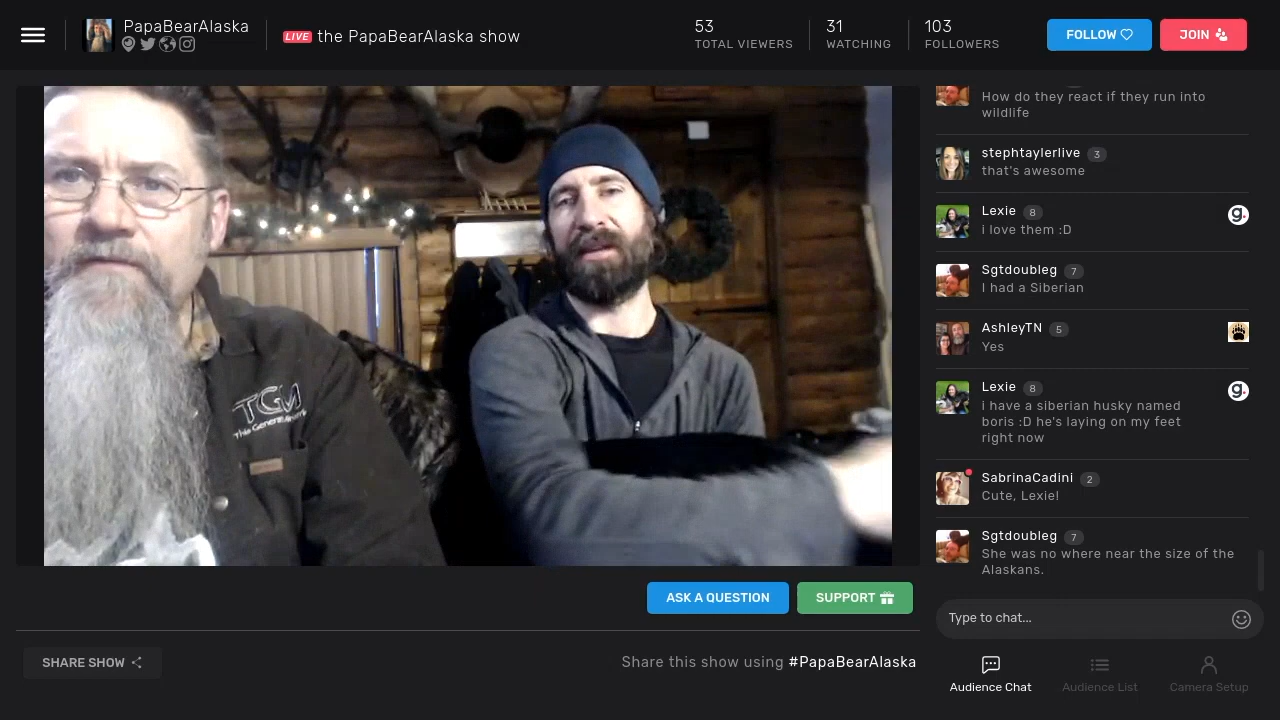 PapaBearAlaska
LIVE the PapaBearAlaska show
53
TOTAL VIEWERS
31
WATCHING
103
FOLLOWERS
FOLLOW
JOIN
TGN
This General Network
ASK A QUESTION
SUPPORT
SHARE SHOW
Share this show using #PapaBearAlaska
How do they react if they run into
wildlife
stephtaylerlive 3
that's awesome
Lexie 8
g.
i love them :D
Sgtdoubleg 7
I had a Siberian
AshleyTN 5
Yes
Lexie 8
g.
i have a siberian husky named
boris :D he's laying on my feet
right now
SabrinaCadini 2
Cute, Lexie!
Sgtdoubleg 7
She was no where near the size of the
Alaskans.
Type to chat...
Audience Chat
Audience List
Camera Setup